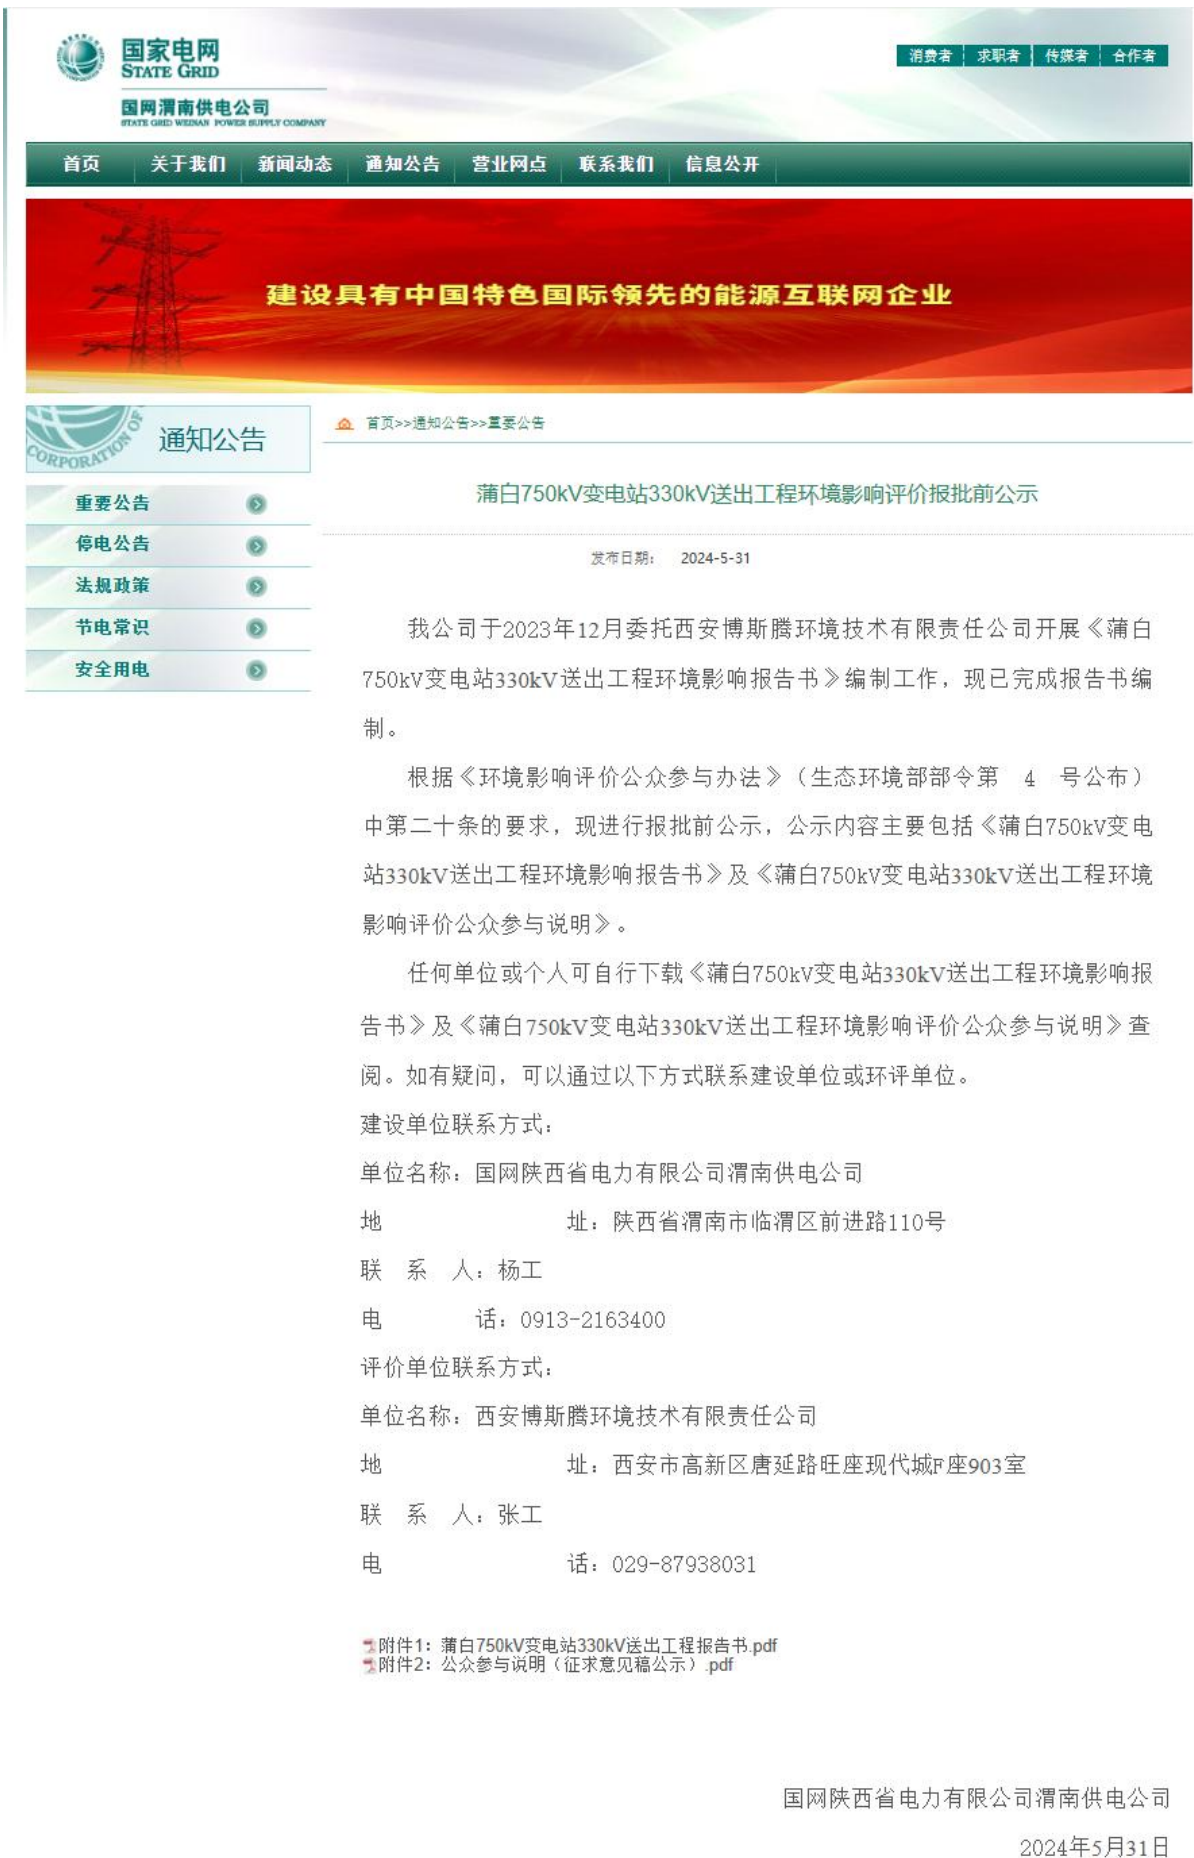 国家电网
STATE GRID
国网渭南供电公司
STATE GRID WEINAN POWER SUPPLY COMPANY
消费者 求职者 传媒者 合作者
首页 关于我们 新闻动态 通知公告 营业网点 联系我们 信息公开
建设具有中国特色国际领先的能源互联网企业
CORPORATION OF
通知公告
重要公告
停电公告
法规政策
节电常识
安全用电
首页>>通知公告>>重要公告
蒲白750kV变电站330kV送出工程环境影响评价报批前公示
发布日期： 2024-5-31
我公司于2023年12月委托西安博斯腾环境技术有限责任公司开展《蒲白
750kV变电站330kV送出工程环境影响报告书》编制工作，现已完成报告书编
制。
根据《环境影响评价公众参与办法》（生态环境部部令第 4 号公布）
中第二十条的要求，现进行报批前公示，公示内容主要包括《蒲白750kV变电
站330kV送出工程环境影响报告书》及《蒲白750kV变电站330kV送出工程环境
影响评价公众参与说明》。
任何单位或个人可自行下载《蒲白750kV变电站330kV送出工程环境影响报
告书》及《蒲白750kV变电站330kV送出工程环境影响评价公众参与说明》查
阅。如有疑问，可以通过以下方式联系建设单位或环评单位。
建设单位联系方式：
单位名称：国网陕西省电力有限公司渭南供电公司
地 址：陕西省渭南市临渭区前进路110号
联 系 人：杨工
电 话：0913-2163400
评价单位联系方式：
单位名称：西安博斯腾环境技术有限责任公司
地 址：西安市高新区唐延路旺座现代城F座903室
联 系 人：张工
电 话：029-87938031
附件1：蒲白750kV变电站330kV送出工程报告书.pdf
附件2：公众参与说明（征求意见稿公示）.pdf
国网陕西省电力有限公司渭南供电公司
2024年5月31日